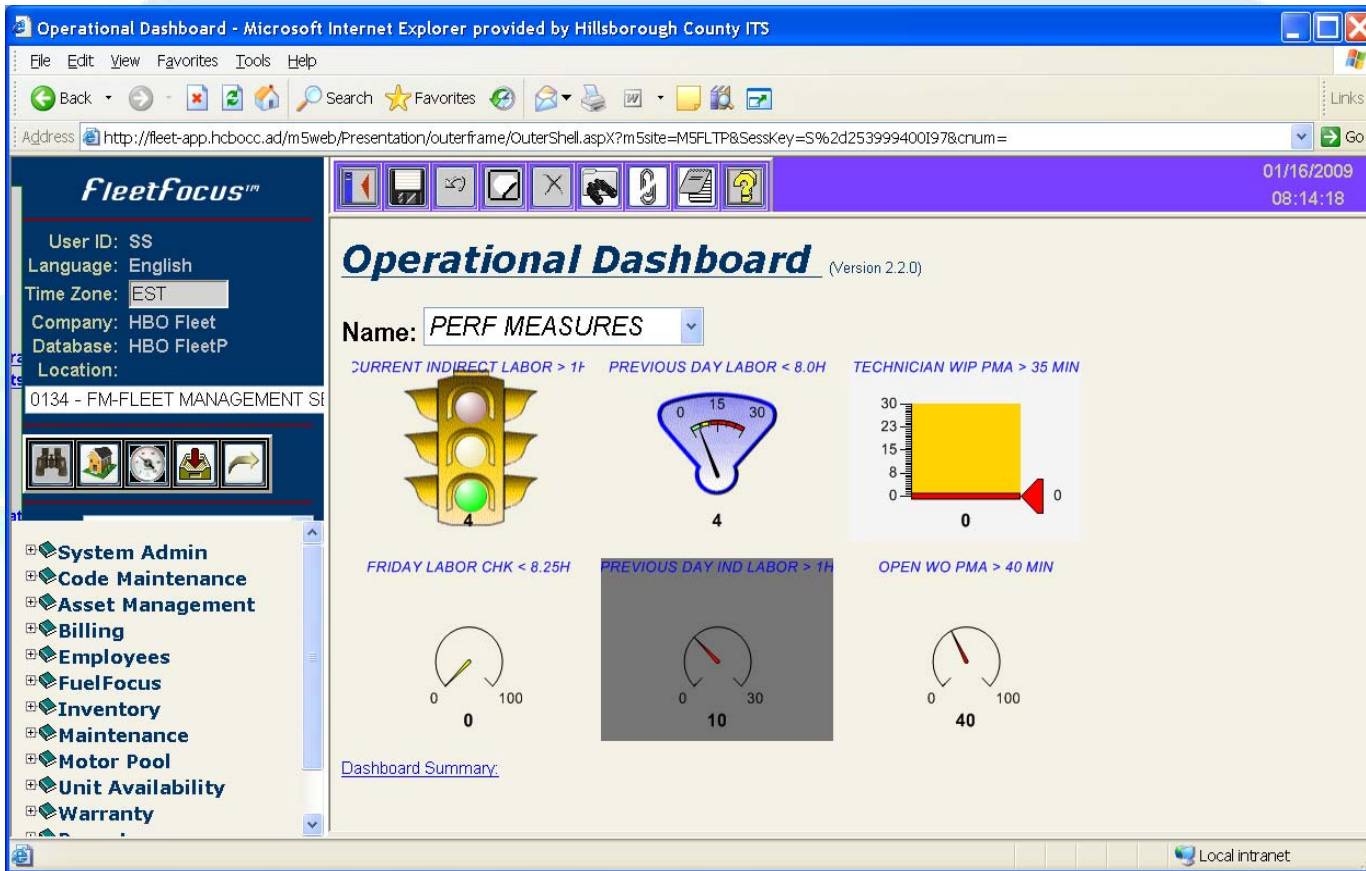 Operational Dashboard - Microsoft Internet Explorer provided by Hillsborough County ITS
File Edit View Favorites Tools Help
Back Search Favorites Links
Address http://fleet-app.hcbocc.ad/m5web/Presentation/outerframe/OuterShell.aspX?m5site=M5FLTP&SessKey=S%2d253999400I97&cnum= Go
FleetFocus™
01/16/2009
08:14:18
User ID: SS
Language: English
Time Zone: EST
Company: HBO Fleet
Database: HBO FleetP
Location:
0134 - FM-FLEET MANAGEMENT
System Admin
Code Maintenance
Asset Management
Billing
Employees
FuelFocus
Inventory
Maintenance
Motor Pool
Unit Availability
Warranty
Operational Dashboard (Version 2.2.0)
Name: PERF MEASURES
CURRENT INDIRECT LABOR > 1H
4
PREVIOUS DAY LABOR < 8.0H
0 15 30
4
TECHNICIAN WIP PMA > 35 MIN
30
23
15
8
0
0
0
FRIDAY LABOR CHK < 8.25H
0 100
0
PREVIOUS DAY IND LABOR > 1H
0 30
10
OPEN WO PMA > 40 MIN
0 100
40
Dashboard Summary:
Local intranet